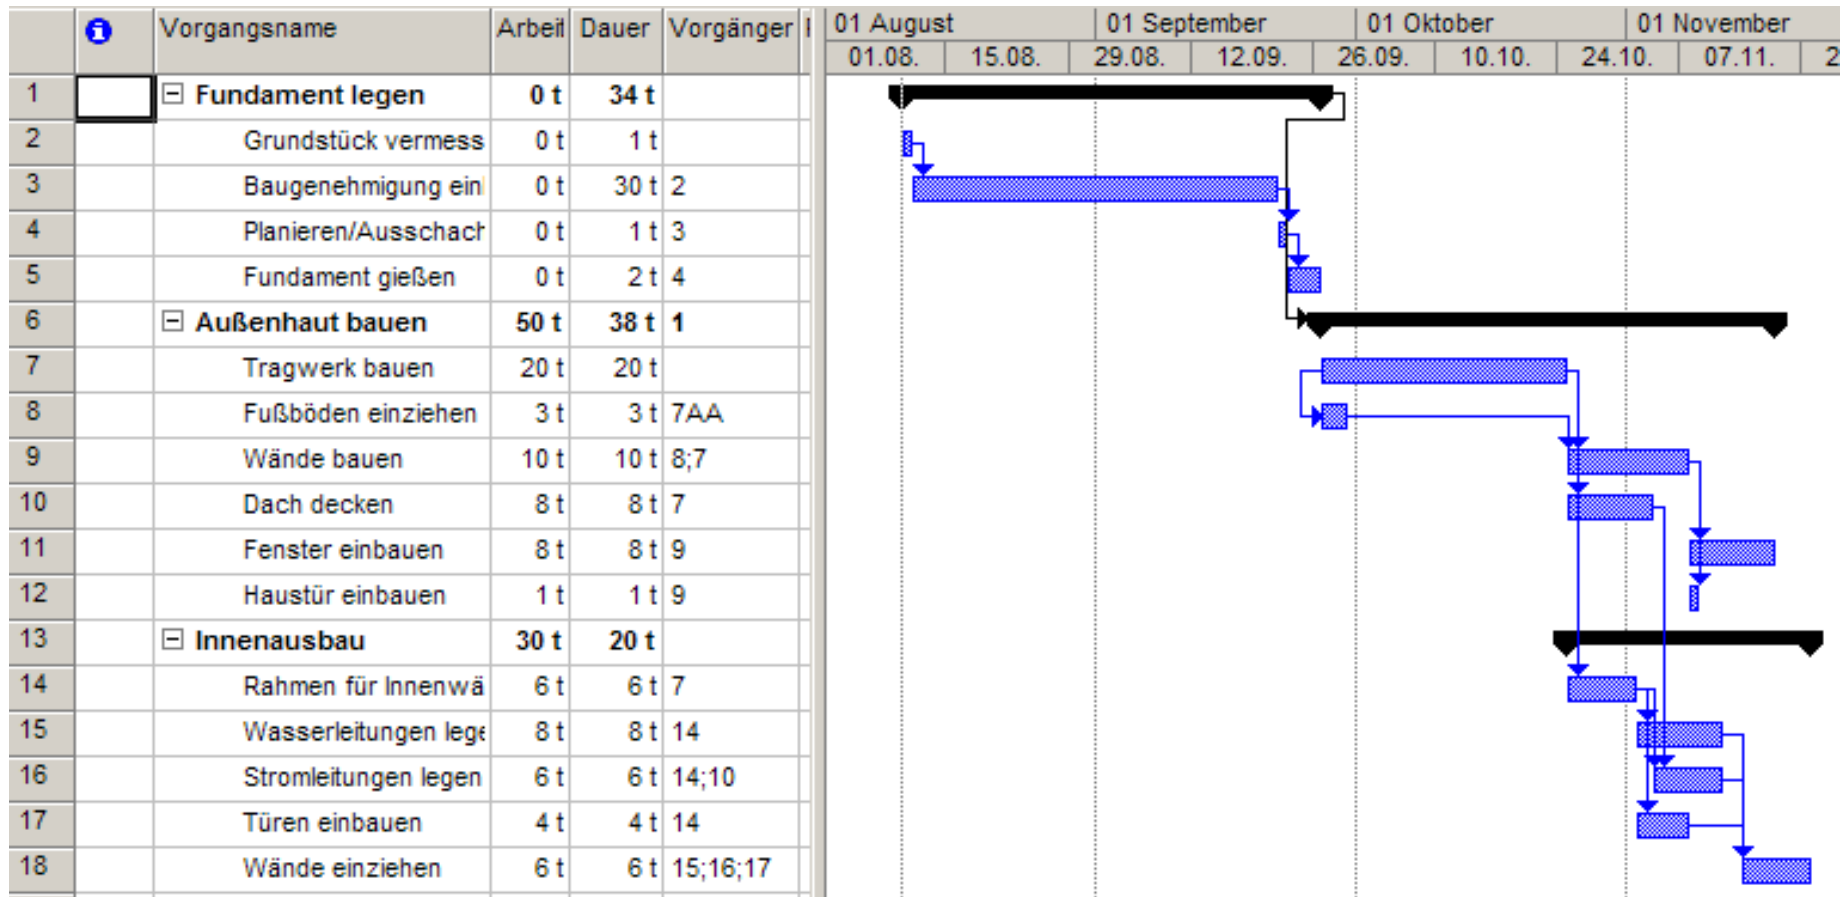 i Vorgangsname Arbeit Dauer Vorgänger 01 August 01 September 01 Oktober 01 November
01.08. 15.08. 29.08. 12.09. 26.09. 10.10. 24.10. 07.11. 2
1 Fundament legen 0 t 34 t
2 Grundstück vermess 0 t 1 t
3 Baugenehmigung ein 0 t 30 t 2
4 Planieren/Ausschach 0 t 1 t 3
5 Fundament gießen 0 t 2 t 4
6 Außenhaut bauen 50 t 38 t 1
7 Tragwerk bauen 20 t 20 t
8 Fußböden einziehen 3 t 3 t 7AA
9 Wände bauen 10 t 10 t 8;7
10 Dach decken 8 t 8 t 7
11 Fenster einbauen 8 t 8 t 9
12 Haustür einbauen 1 t 1 t 9
13 Innenausbau 30 t 20 t
14 Rahmen für Innenwä 6 t 6 t 7
15 Wasserleitungen lege 8 t 8 t 14
16 Stromleitungen legen 6 t 6 t 14;10
17 Türen einbauen 4 t 4 t 14
18 Wände einziehen 6 t 6 t 15;16;17